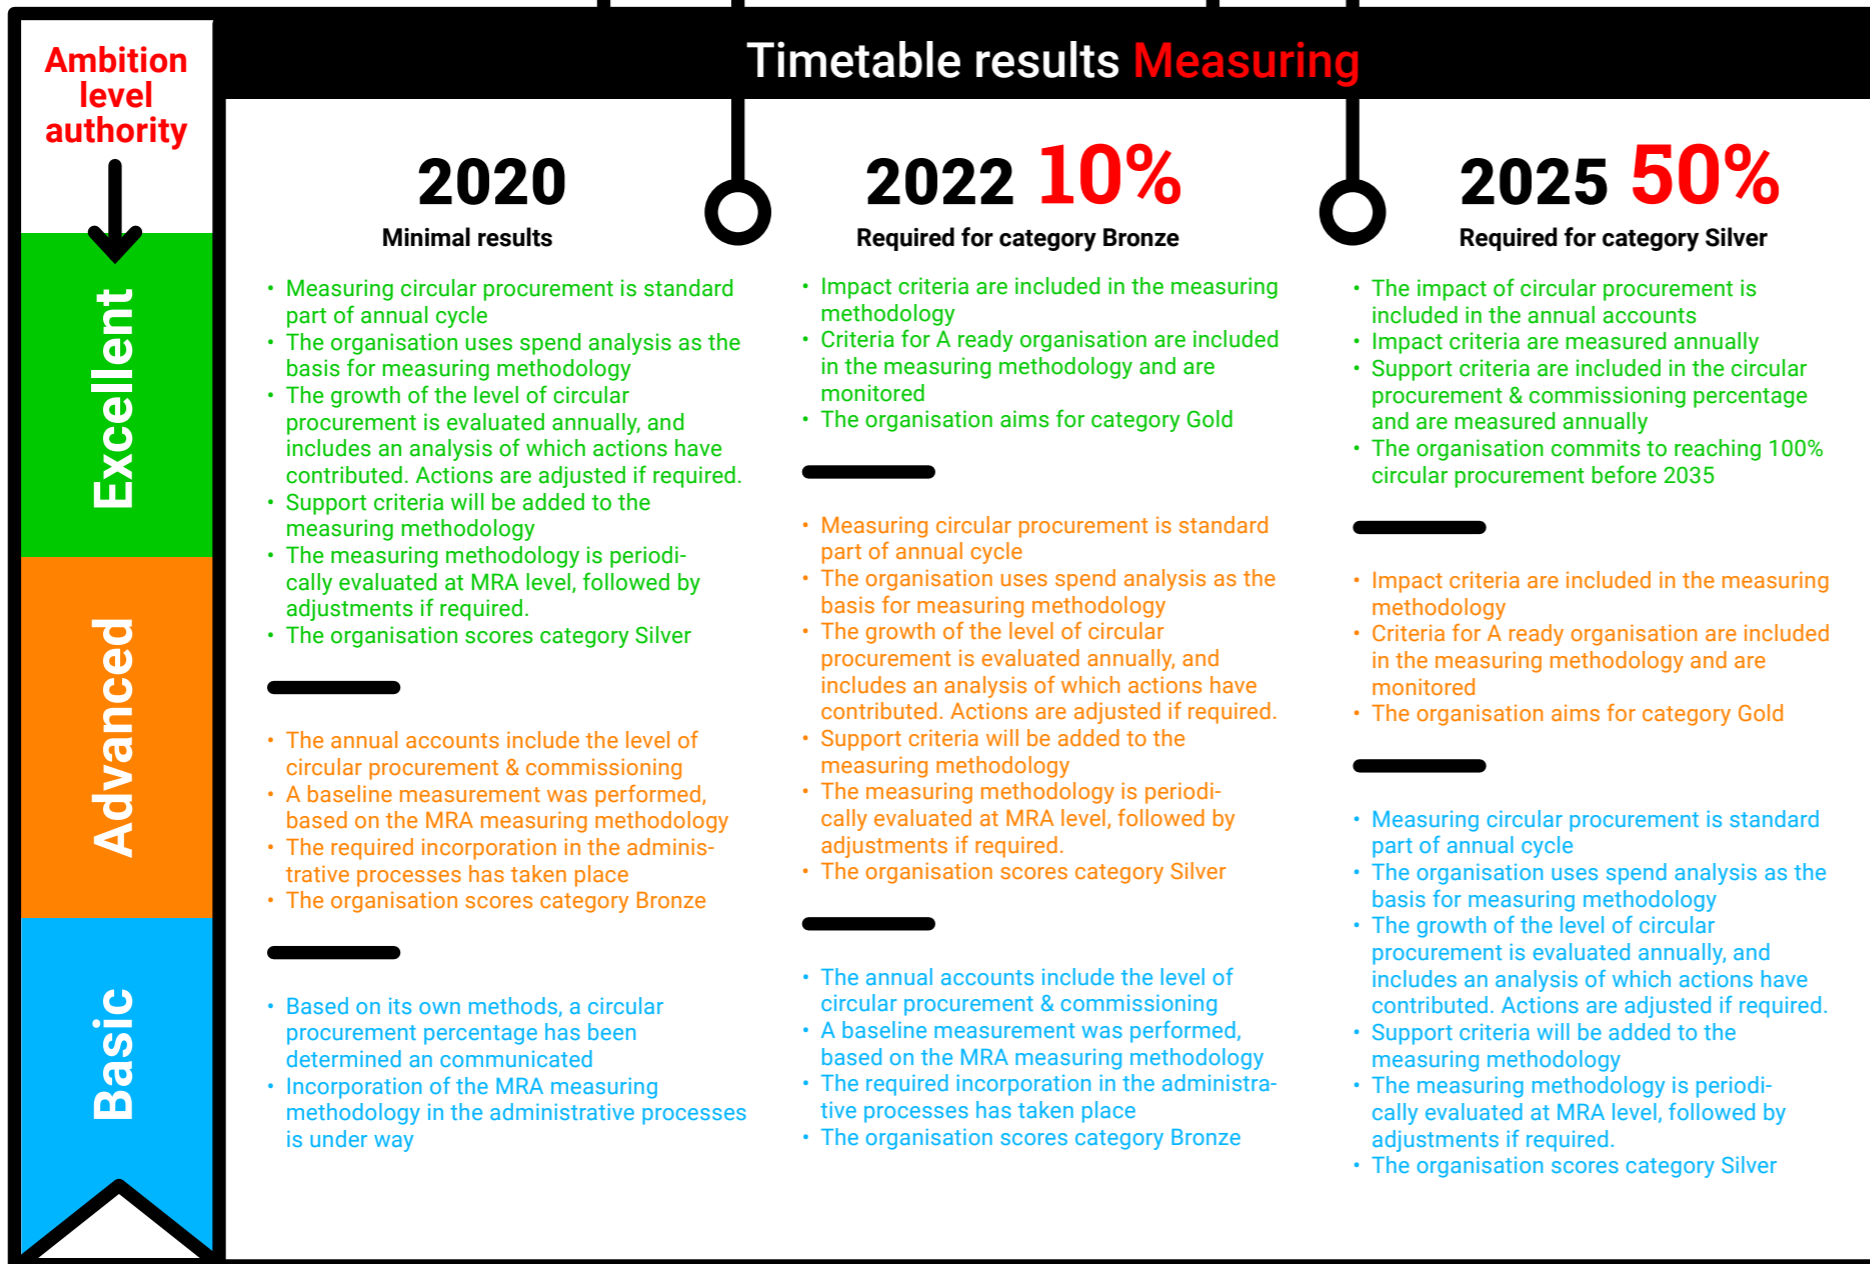 Ambition
level
authority
Timetable results Measuring
Excellent
Advanced
Basic
2020
Minimal results
• Measuring circular procurement is standard
part of annual cycle
• The organisation uses spend analysis as the
basis for measuring methodology
• The growth of the level of circular
procurement is evaluated annually, and
includes an analysis of which actions have
contributed. Actions are adjusted if required.
• Support criteria will be added to the
measuring methodology
• The measuring methodology is periodi-
cally evaluated at MRA level, followed by
adjustments if required.
• The organisation scores category Silver
• The annual accounts include the level of
circular procurement & commissioning
• A baseline measurement was performed,
based on the MRA measuring methodology
• The required incorporation in the adminis-
trative processes has taken place
• The organisation scores category Bronze
• Based on its own methods, a circular
procurement percentage has been
determined an communicated
• Incorporation of the MRA measuring
methodology in the administrative processes
is under way
2022 10%
Required for category Bronze
• Impact criteria are included in the measuring
methodology
• Criteria for A ready organisation are included
in the measuring methodology and are
monitored
• The organisation aims for category Gold
• Measuring circular procurement is standard
part of annual cycle
• The organisation uses spend analysis as the
basis for measuring methodology
• The growth of the level of circular
procurement is evaluated annually, and
includes an analysis of which actions have
contributed. Actions are adjusted if required.
• Support criteria will be added to the
measuring methodology
• The measuring methodology is periodi-
cally evaluated at MRA level, followed by
adjustments if required.
• The organisation scores category Silver
• The annual accounts include the level of
circular procurement & commissioning
• A baseline measurement was performed,
based on the MRA measuring methodology
• The required incorporation in the administra-
tive processes has taken place
• The organisation scores category Bronze
2025 50%
Required for category Silver
• The impact of circular procurement is
included in the annual accounts
• Impact criteria are measured annually
• Support criteria are included in the circular
procurement & commissioning percentage
and are measured annually
• The organisation commits to reaching 100%
circular procurement before 2035
• Impact criteria are included in the measuring
methodology
• Criteria for A ready organisation are included
in the measuring methodology and are
monitored
• The organisation aims for category Gold
• Measuring circular procurement is standard
part of annual cycle
• The organisation uses spend analysis as the
basis for measuring methodology
• The growth of the level of circular
procurement is evaluated annually, and
includes an analysis of which actions have
contributed. Actions are adjusted if required.
• Support criteria will be added to the
measuring methodology
• The measuring methodology is periodi-
cally evaluated at MRA level, followed by
adjustments if required.
• The organisation scores category Silver